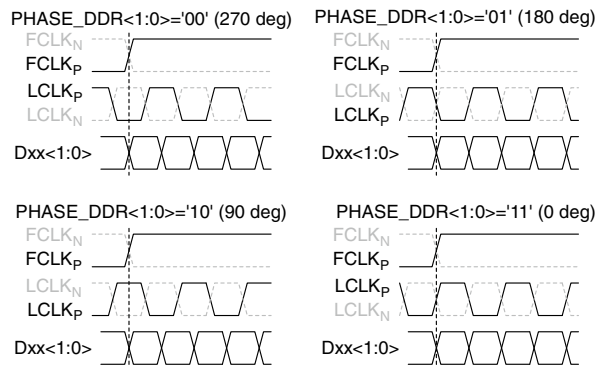 PHASE_DDR<1:0>='00' (270 deg)
FCLKN
FCLKP
LCLKP
LCLKN
Dxx<1:0>
PHASE_DDR<1:0>='01' (180 deg)
FCLKN
FCLKP
LCLKN
LCLKP
Dxx<1:0>
PHASE_DDR<1:0>='10' (90 deg)
FCLKN
FCLKP
LCLKN
LCLKP
Dxx<1:0>
PHASE_DDR<1:0>='11' (0 deg)
FCLKN
FCLKP
LCLKP
LCLKN
Dxx<1:0>